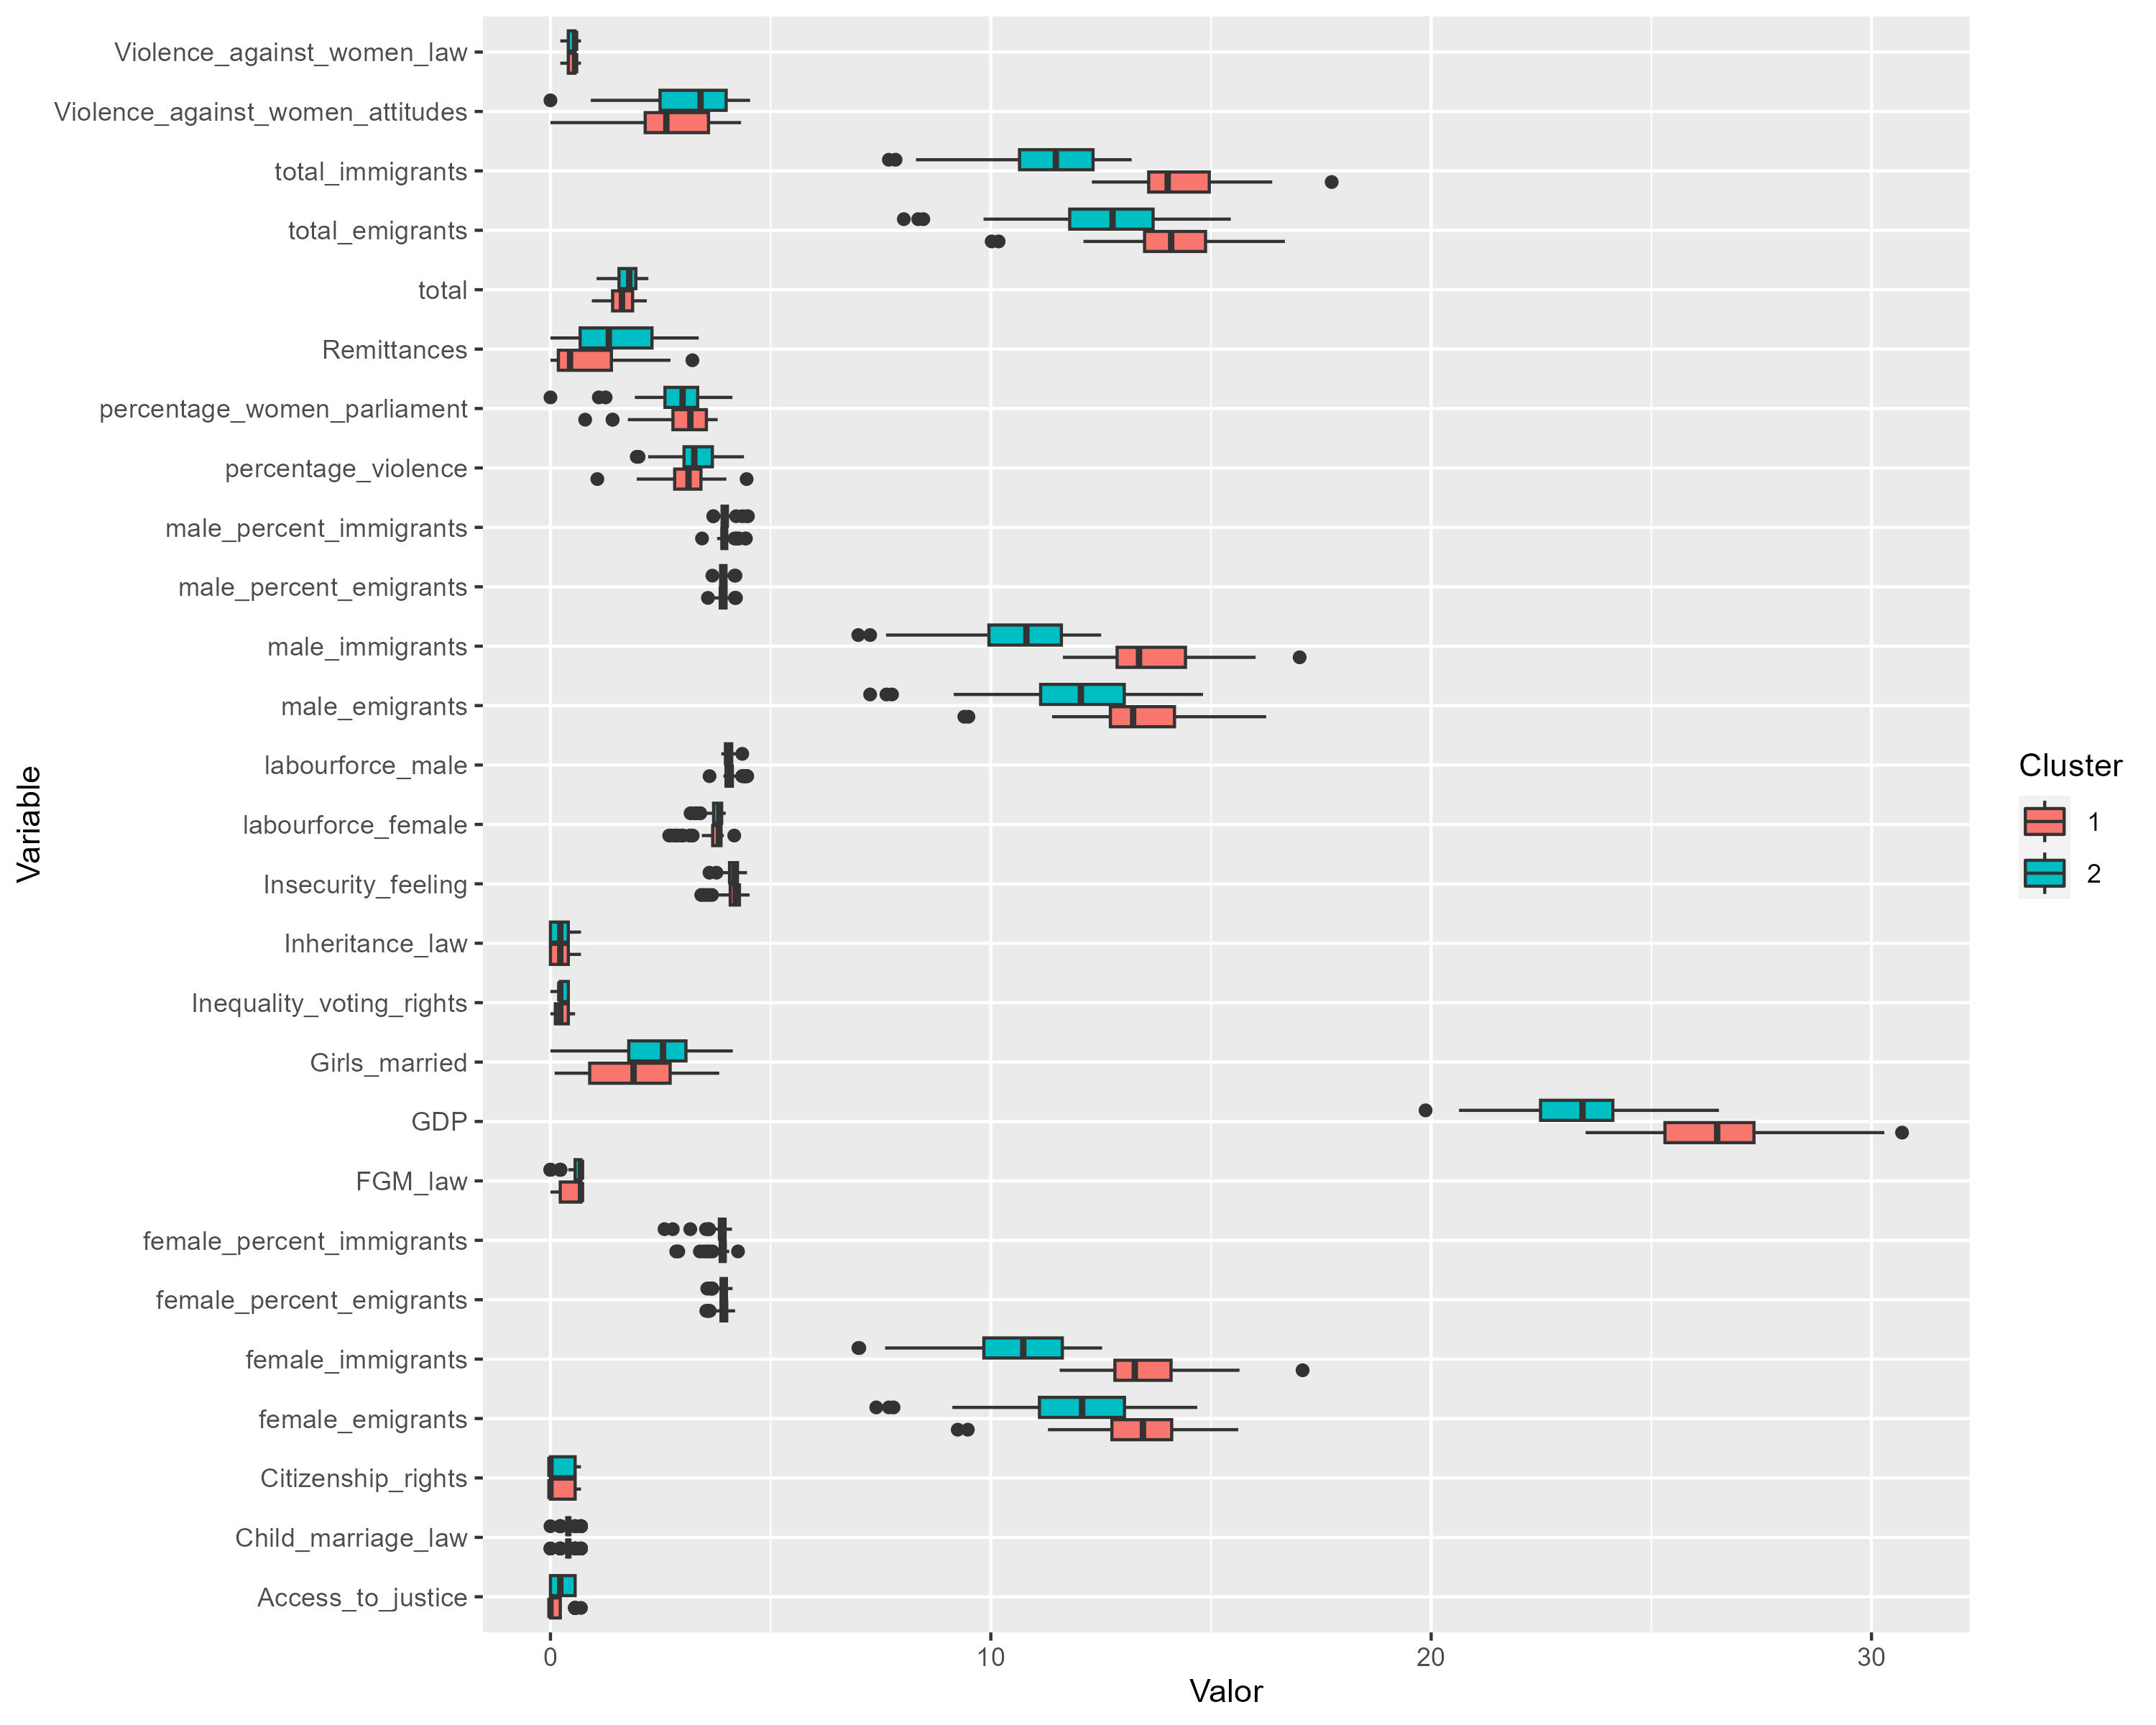 Violence_against_women_law
Violence_against_women_attitudes
total_immigrants
total_emigrants
total
Remittances
percentage_women_parliament
percentage_violence
male_percent_immigrants
male_percent_emigrants
male_immigrants
male_emigrants
labourforce_male
labourforce_female
Insecurity_feeling
Inheritance_law
Inequality_voting_rights
Girls_married
GDP
FGM_law
female_percent_immigrants
female_percent_emigrants
female_immigrants
female_emigrants
Citizenship_rights
Child_marriage_law
Access_to_justice
Variable
0 10 20 30
Valor
Cluster
1
2